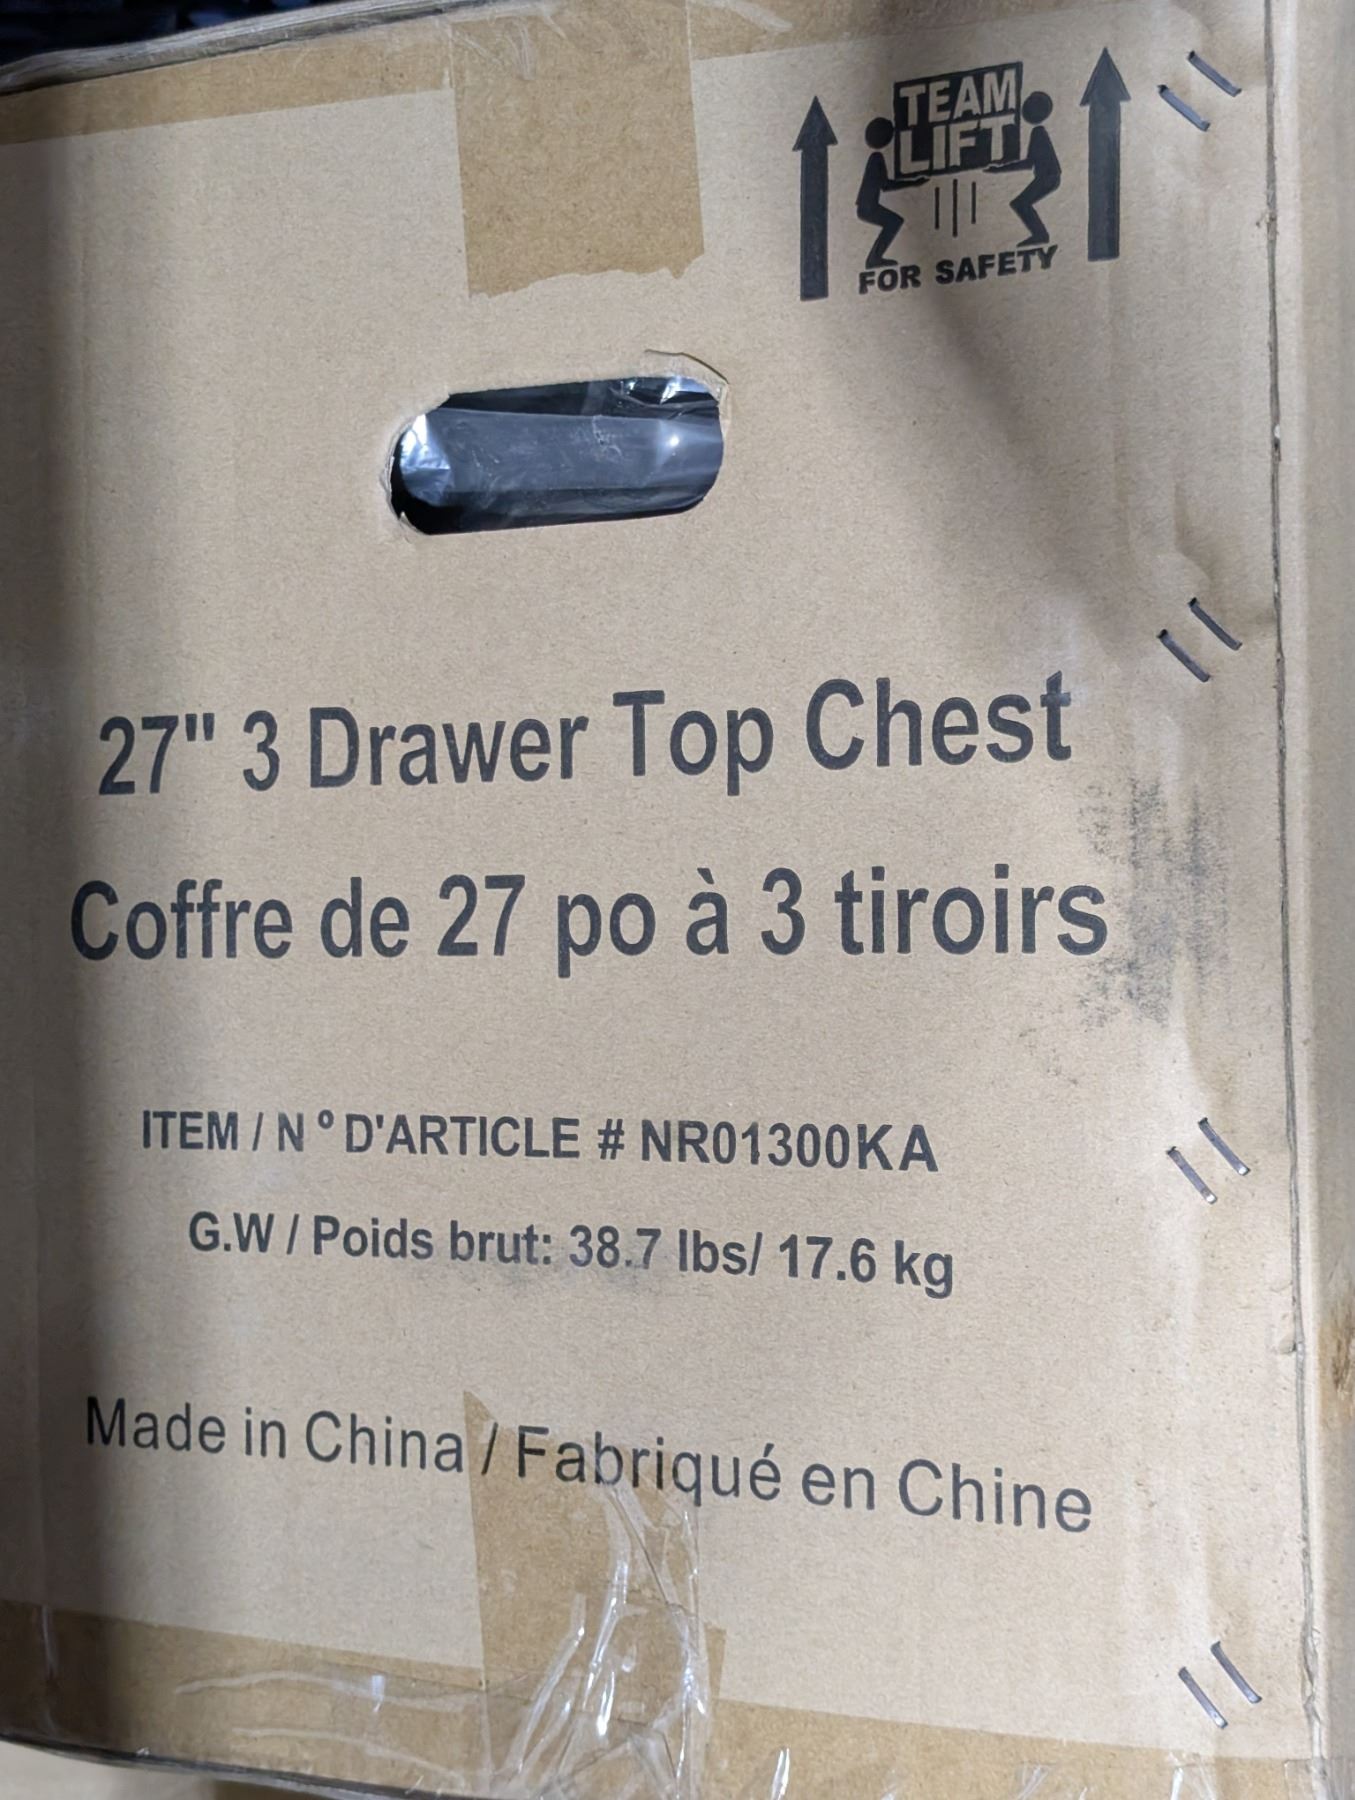 TEAM
LIFT
FOR SAFETY
27" 3 Drawer Top Chest
Coffre de 27 po à 3 tiroirs
ITEM / N º D'ARTICLE # NR01300KA
G.W / Poids brut: 38.7 lbs/ 17.6 kg
Made in China / Fabriqué en Chine